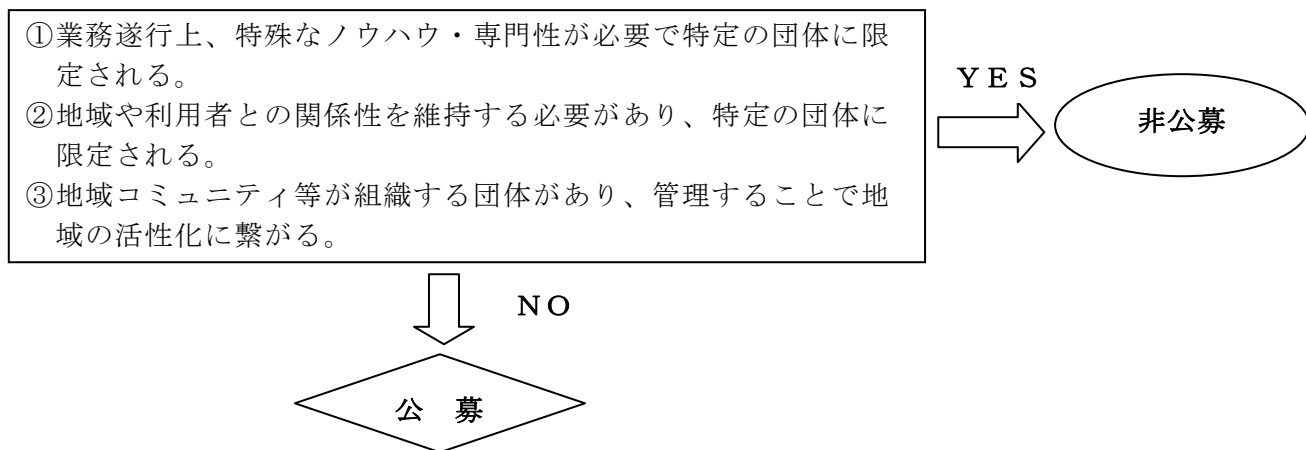 ①業務遂行上、特殊なノウハウ・専門性が必要で特定の団体に限
定される。
②地域や利用者との関係性を維持する必要があり、特定の団体に
限定される。
③地域コミュニティ等が組織する団体があり、管理することで地
域の活性化に繋がる。
ＹＥＳ
非公募
ＮＯ
公　募